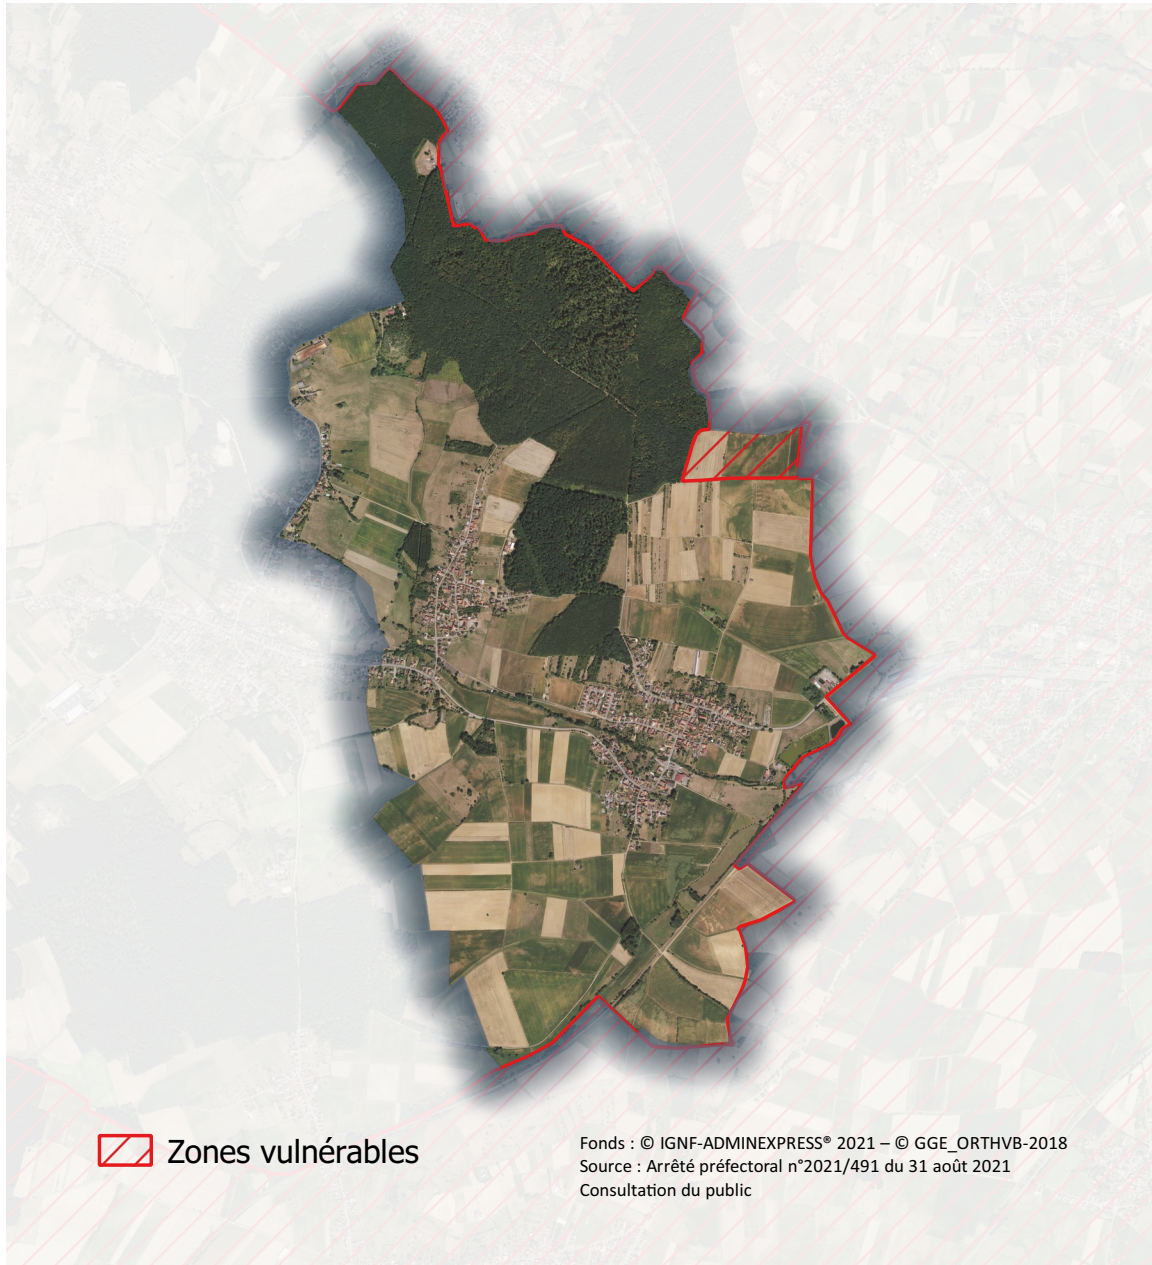 Zones vulnérables
Fonds : © IGNF-ADMINEXPRESS® 2021 – © GGE_ORTHVB-2018
Source : Arrêté préfectoral n°2021/491 du 31 août 2021
Consultation du public